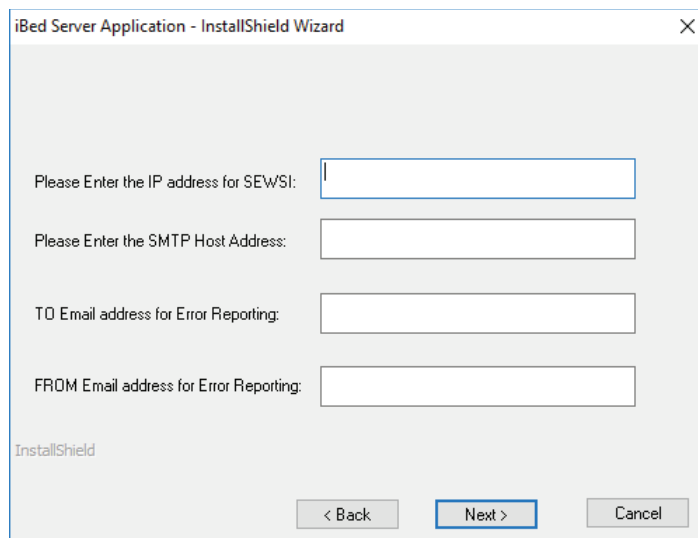 iBed Server Application - InstallShield Wizard
Please Enter the IP address for SEWSI:
Please Enter the SMTP Host Address:
TO Email address for Error Reporting:
FROM Email address for Error Reporting:
InstallShield
< Back Next > Cancel